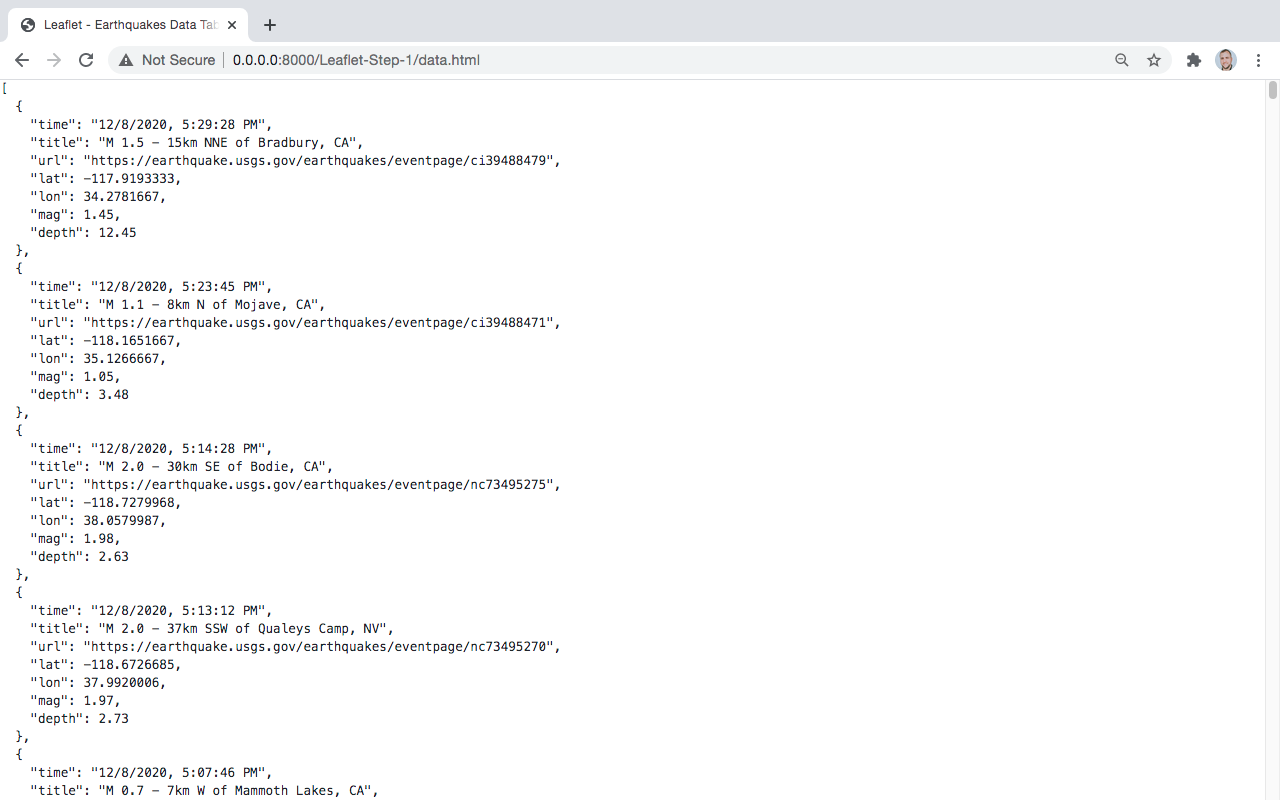 Leaflet - Earthquakes Data Tab
Not Secure | 0.0.0.0:8000/Leaflet-Step-1/data.html
[
  {
    "time": "12/8/2020, 5:29:28 PM",
    "title": "M 1.5 - 15km NNE of Bradbury, CA",
    "url": "https://earthquake.usgs.gov/earthquakes/eventpage/ci39488479",
    "lat": -117.9193333,
    "lon": 34.2781667,
    "mag": 1.45,
    "depth": 12.45
  },
  {
    "time": "12/8/2020, 5:23:45 PM",
    "title": "M 1.1 - 8km N of Mojave, CA",
    "url": "https://earthquake.usgs.gov/earthquakes/eventpage/ci39488471",
    "lat": -118.1651667,
    "lon": 35.1266667,
    "mag": 1.05,
    "depth": 3.48
  },
  {
    "time": "12/8/2020, 5:14:28 PM",
    "title": "M 2.0 - 30km SE of Bodie, CA",
    "url": "https://earthquake.usgs.gov/earthquakes/eventpage/nc73495275",
    "lat": -118.7279968,
    "lon": 38.0579987,
    "mag": 1.98,
    "depth": 2.63
  },
  {
    "time": "12/8/2020, 5:13:12 PM",
    "title": "M 2.0 - 37km SSW of Qualeys Camp, NV",
    "url": "https://earthquake.usgs.gov/earthquakes/eventpage/nc73495270",
    "lat": -118.6726685,
    "lon": 37.9920006,
    "mag": 1.97,
    "depth": 2.73
  },
  {
    "time": "12/8/2020, 5:07:46 PM",
    "title": "M 0.7 - 7km W of Mammoth Lakes, CA",